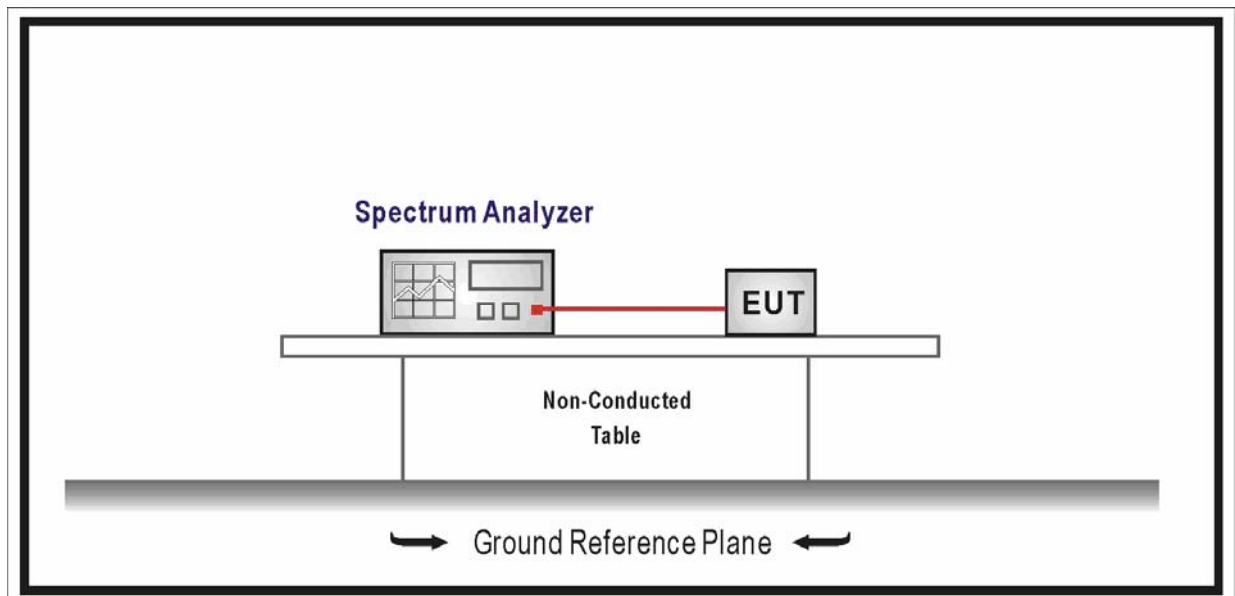 Spectrum Analyzer
EUT
Non-Conducted
Table
Ground Reference Plane